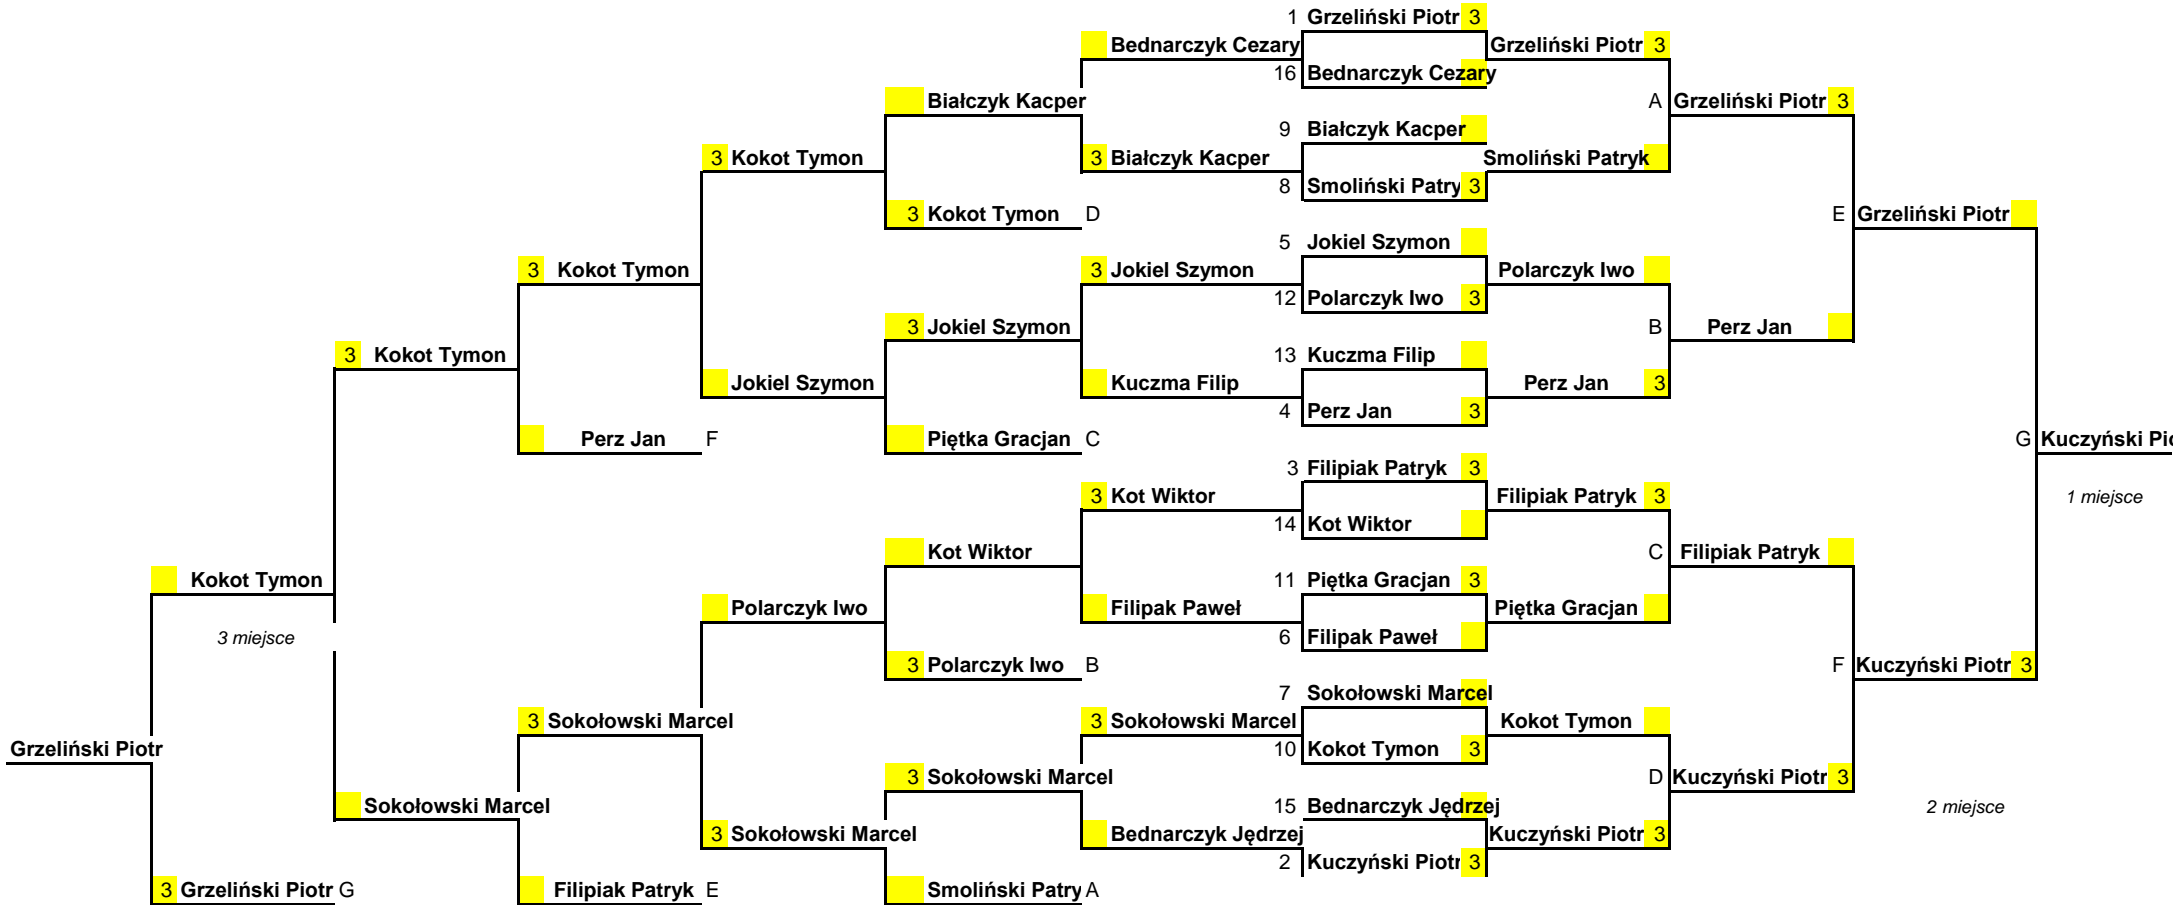 1 Grzeliński Piotr 3
Bednarczyk Cezary Grzeliński Piotr 3
16 Bednarczyk Cezary
Białczyk Kacper A Grzeliński Piotr 3
9 Białczyk Kacper
3 Kokot Tymon 3 Białczyk Kacper Smoliński Patryk
8 Smoliński Patry 3
3 Kokot Tymon D E Grzeliński Piotr
5 Jokiel Szymon
3 Kokot Tymon 3 Jokiel Szymon Polarczyk Iwo
12 Polarczyk Iwo 3
3 Jokiel Szymon B Perz Jan
3 Kokot Tymon 13 Kuczma Filip
Jokiel Szymon Kuczma Filip Perz Jan 3
4 Perz Jan 3
Perz Jan F Piętka Gracjan C G Kuczyński Pio
3 Filipiak Patryk 3
3 Kot Wiktor Filipiak Patryk 3 1 miejsce
14 Kot Wiktor
Kot Wiktor C Filipiak Patryk
Kokot Tymon 11 Piętka Gracjan 3
Polarczyk Iwo Filipak Paweł Piętka Gracjan
3 miejsce 6 Filipak Paweł
3 Polarczyk Iwo B F Kuczyński Piotr 3
7 Sokołowski Marcel
3 Sokołowski Marcel 3 Sokołowski Marcel Kokot Tymon
Grzeliński Piotr 10 Kokot Tymon 3
3 Sokołowski Marcel D Kuczyński Piotr 3
Sokołowski Marcel 15 Bednarczyk Jędrzej 2 miejsce
3 Sokołowski Marcel Bednarczyk Jędrzej Kuczyński Piotr 3
2 Kuczyński Piotr 3
3 Grzeliński Piotr G Filipiak Patryk E Smoliński Patry A